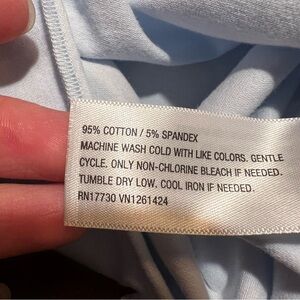 95% COTTON / 5% SPANDEX
MACHINE WASH COLD WITH LIKE COLORS. GENTLE
CYCLE. ONLY NON-CHLORINE BLEACH IF NEEDED.
TUMBLE DRY LOW. COOL IRON IF NEEDED.
RN17730 VN1261424